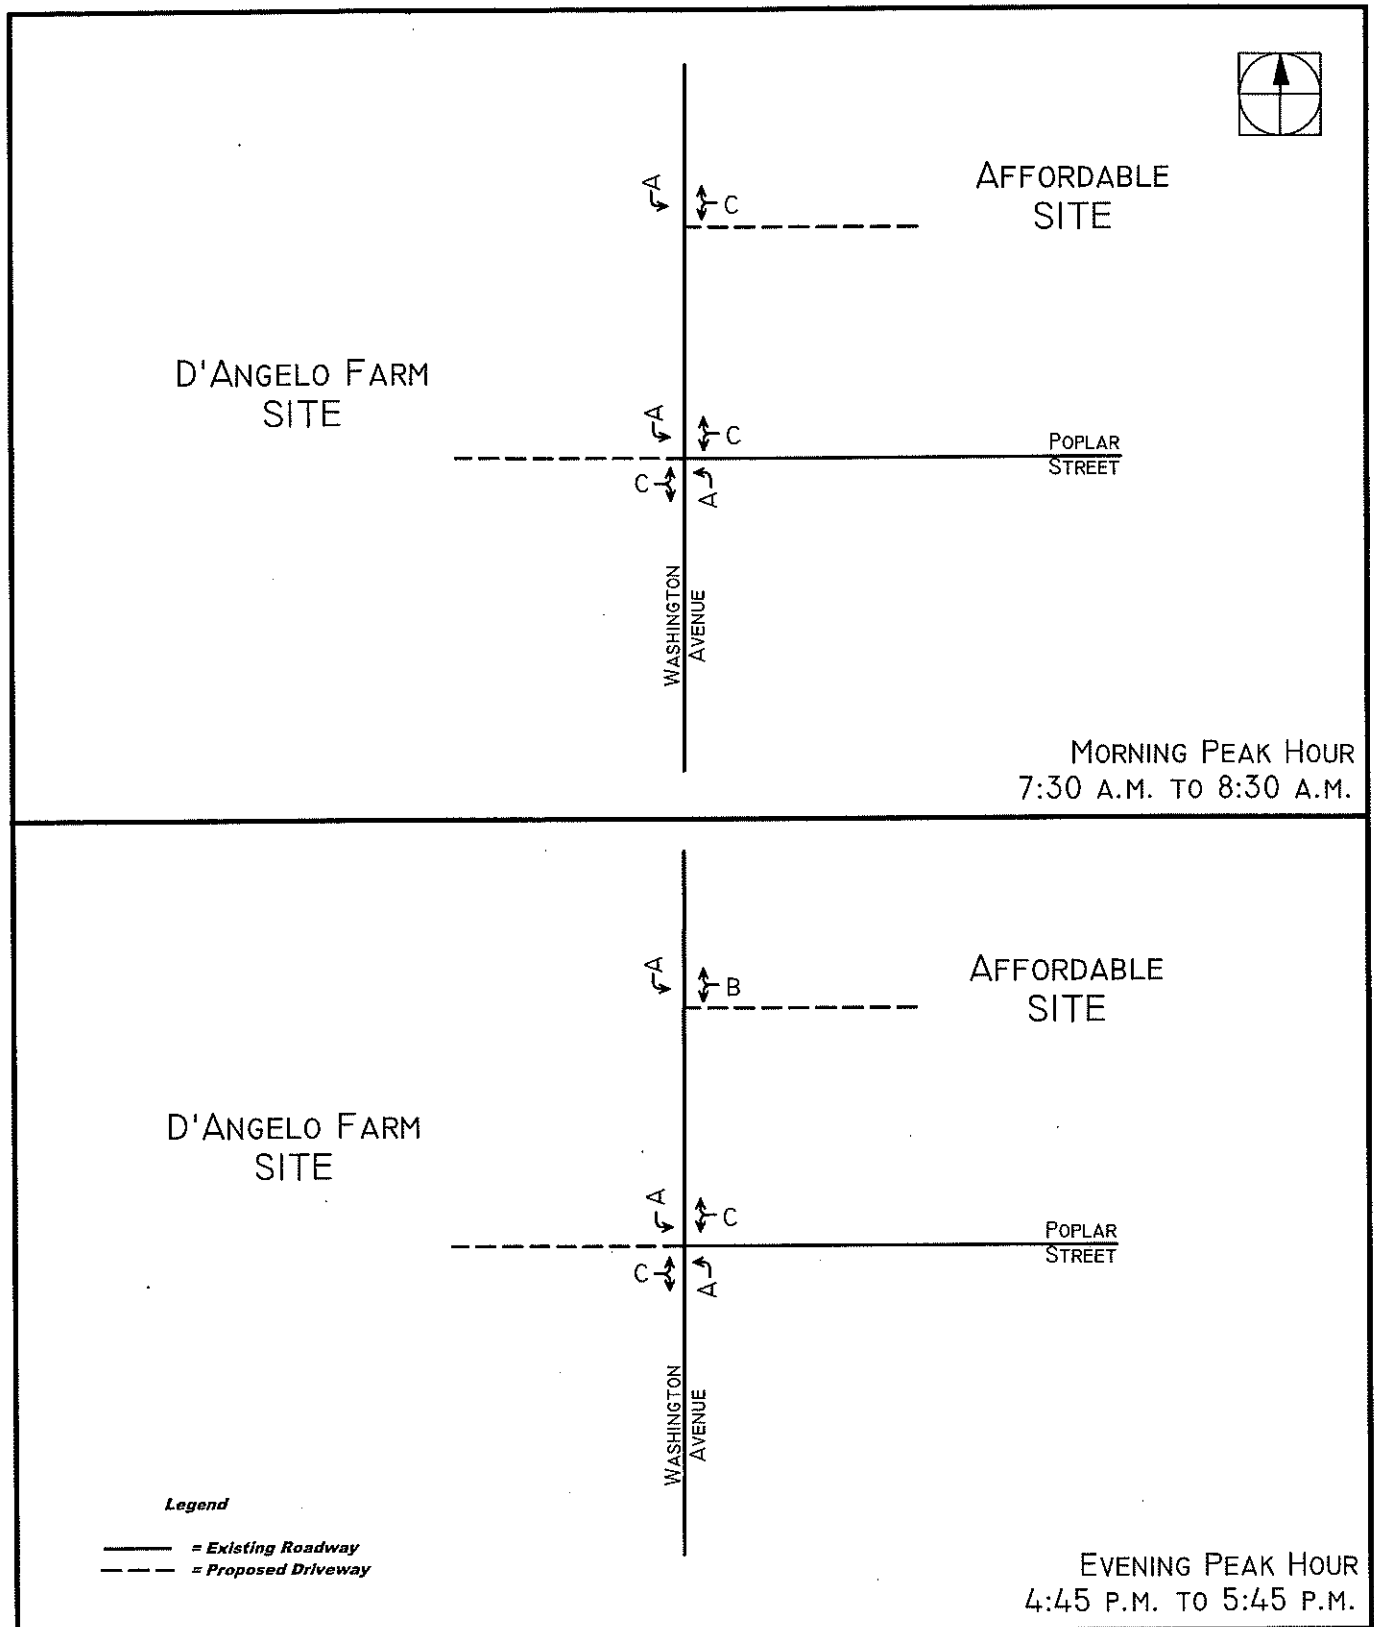 A
C
AFFORDABLE
SITE
D'ANGELO FARM
SITE
A
C
POPLAR
STREET
C
A
WASHINGTON
AVENUE
MORNING PEAK HOUR
7:30 A.M. TO 8:30 A.M.
A
B
AFFORDABLE
SITE
D'ANGELO FARM
SITE
A
C
POPLAR
STREET
C
A
WASHINGTON
AVENUE
Legend
= Existing Roadway
= Proposed Driveway
EVENING PEAK HOUR
4:45 P.M. TO 5:45 P.M.